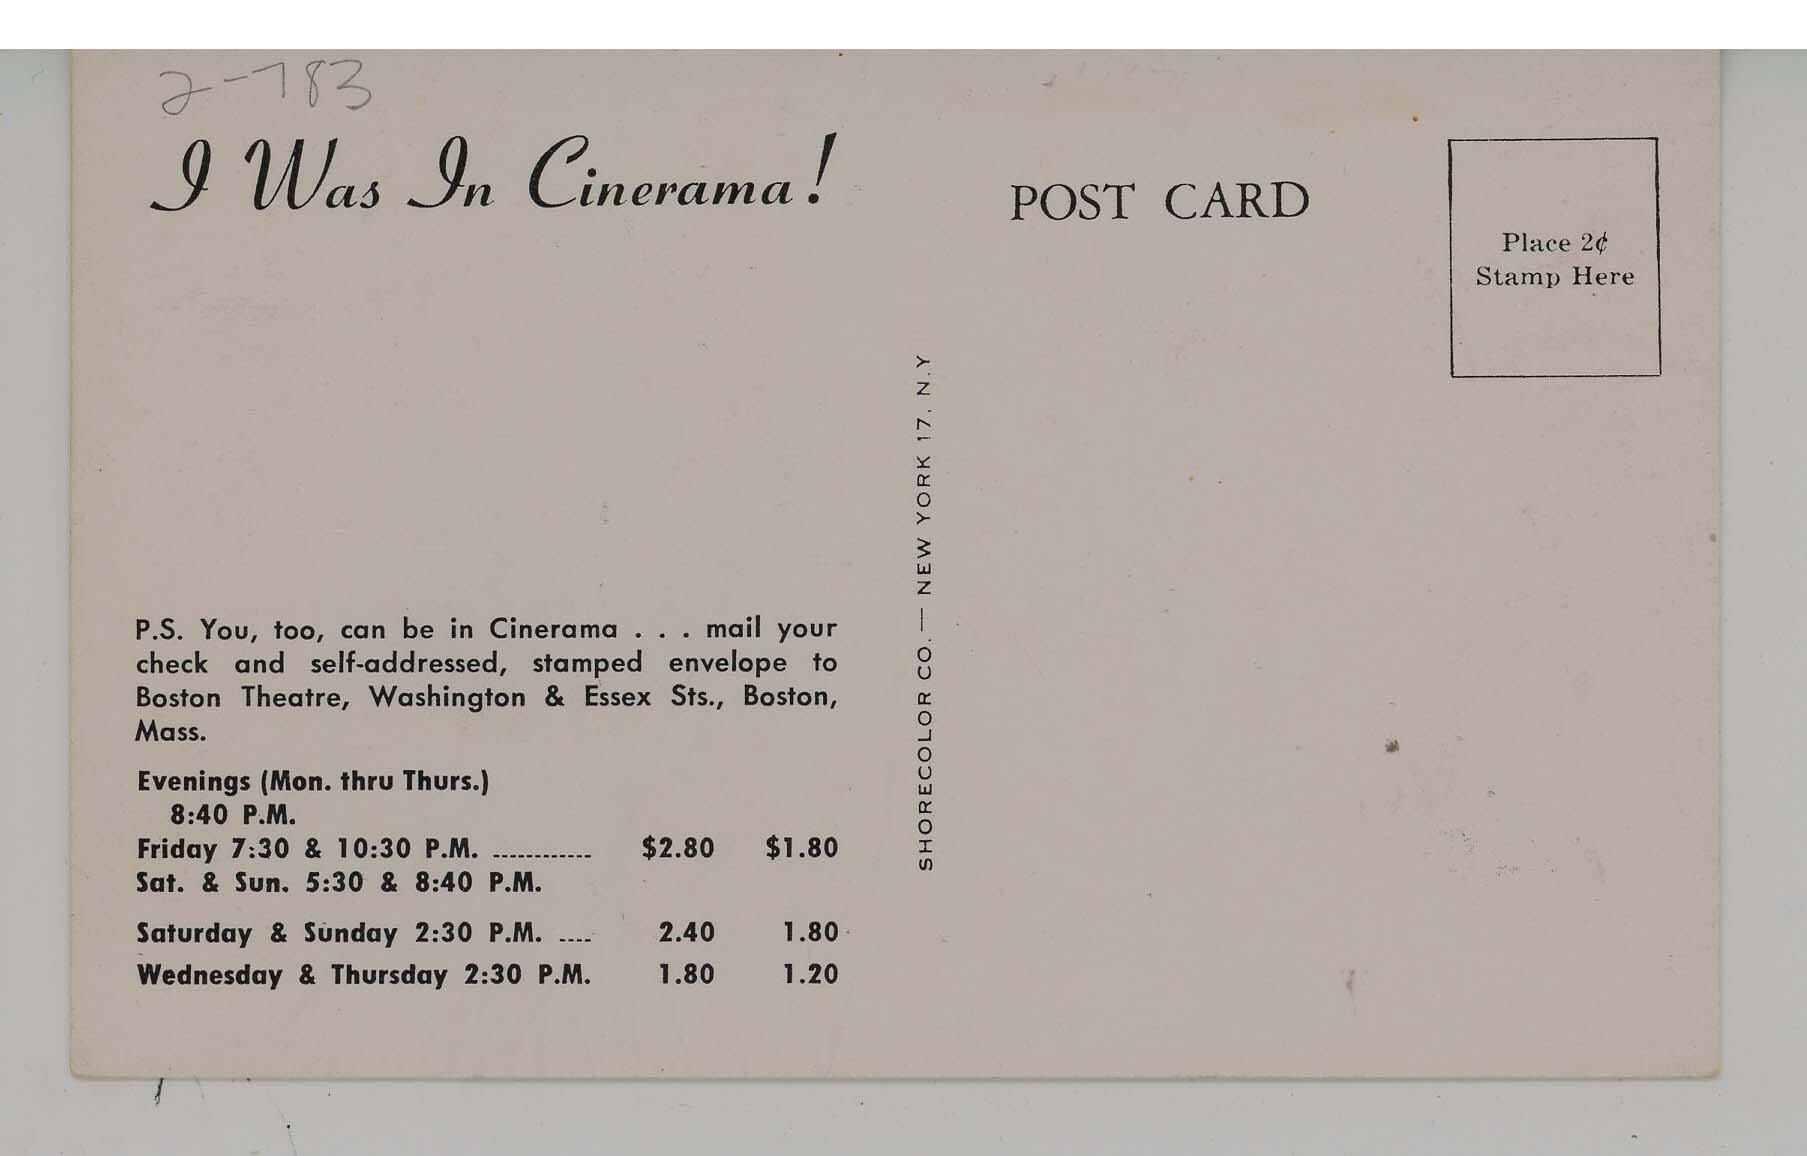 2-783
I Was In Cinerama!
POST CARD
Place 2¢
Stamp Here
SHORECOLOR CO. — NEW YORK 17, N.Y
P.S. You, too, can be in Cinerama . . . mail your
check and self-addressed, stamped envelope to
Boston Theatre, Washington & Essex Sts., Boston,
Mass.
Evenings (Mon. thru Thurs.)
8:40 P.M.
Friday 7:30 & 10:30 P.M. ............ $2.80 $1.80
Sat. & Sun. 5:30 & 8:40 P.M.
Saturday & Sunday 2:30 P.M. .... 2.40 1.80
Wednesday & Thursday 2:30 P.M. 1.80 1.20